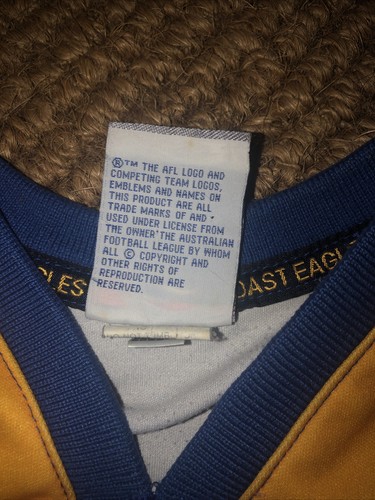 ®™ THE AFL LOGO AND
COMPETING TEAM LOGOS,
EMBLEMS AND NAMES ON
THIS PRODUCT ARE ALL
TRADE MARKS OF AND
USED UNDER LICENSE FROM
THE OWNER THE AUSTRALIAN
FOOTBALL LEAGUE BY WHOM
ALL © COPYRIGHT AND
OTHER RIGHTS OF
REPRODUCTION ARE
RESERVED.
GLES
OAST EAGL